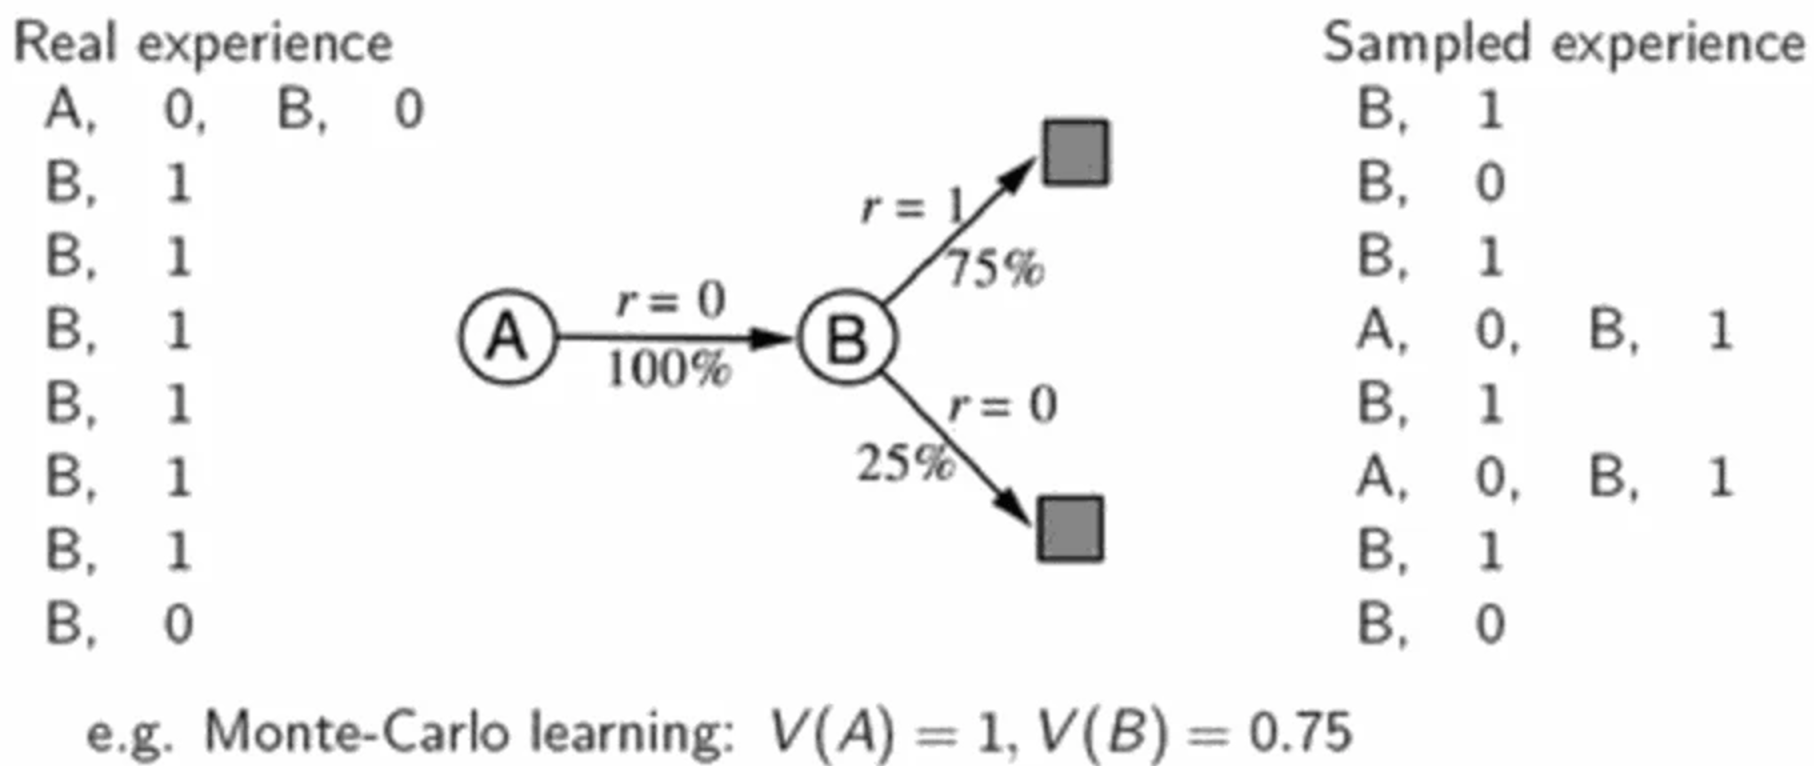 Real experience
A, 0, B, 0
B, 1
B, 1
B, 1
B, 1
B, 1
B, 1
B, 0
A
r = 0
100%
B
r = 1
75%
r = 0
25%
Sampled experience
B, 1
B, 0
B, 1
A, 0, B, 1
B, 1
A, 0, B, 1
B, 1
B, 0
e.g. Monte-Carlo learning: V(A) = 1, V(B) = 0.75